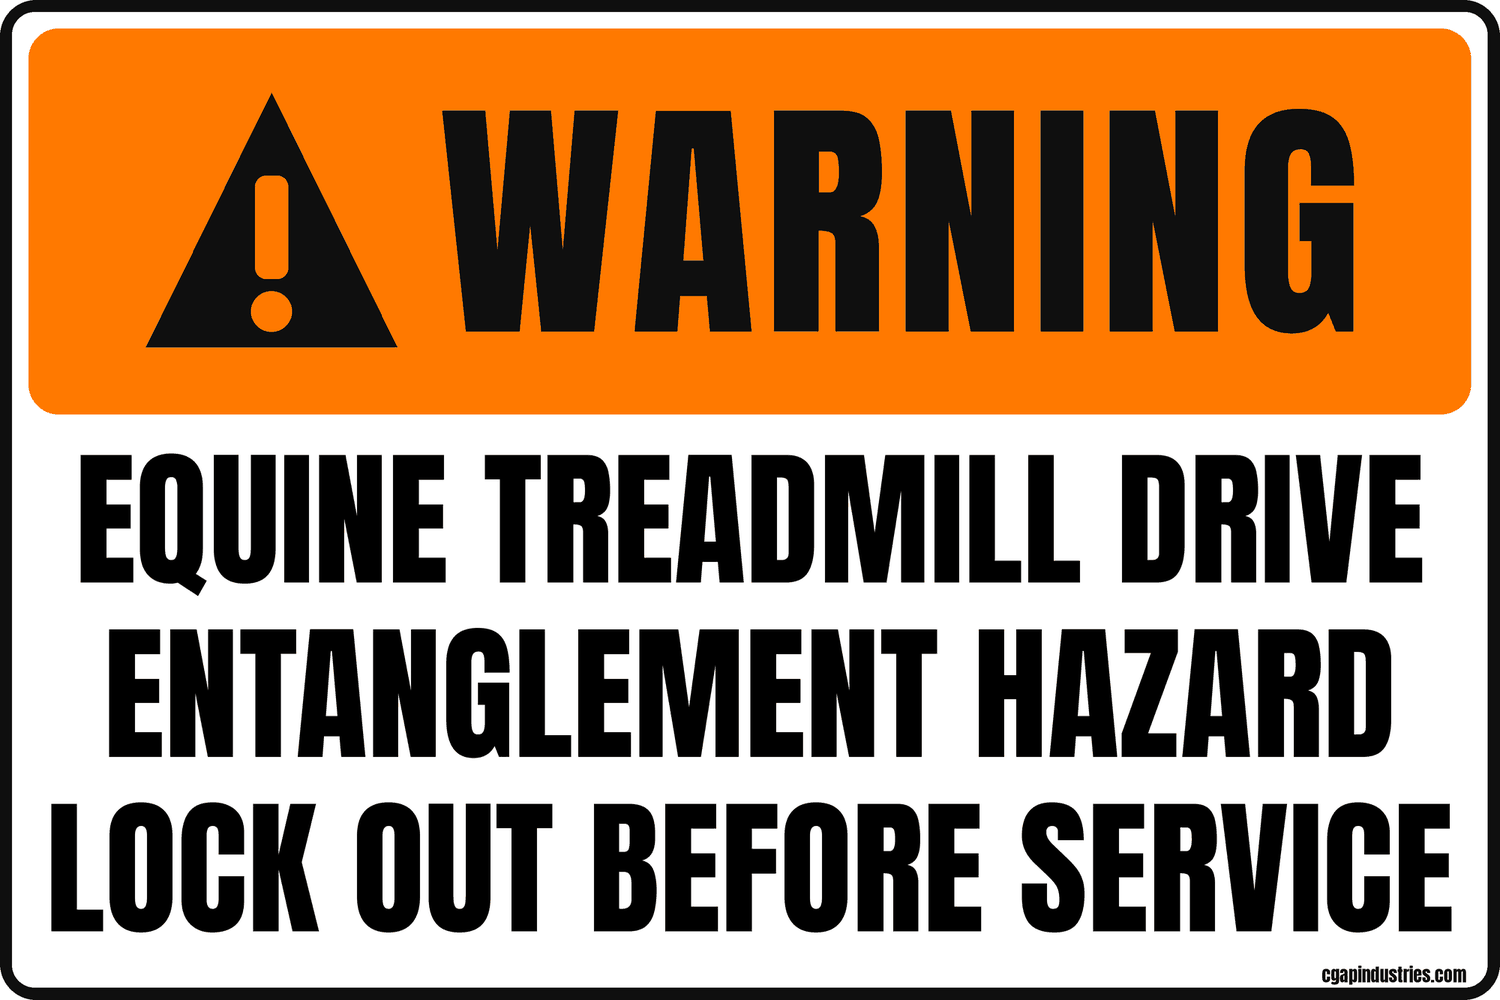 WARNING
EQUINE TREADMILL DRIVE
ENTANGLEMENT HAZARD
LOCK OUT BEFORE SERVICE
cgapindustries.com